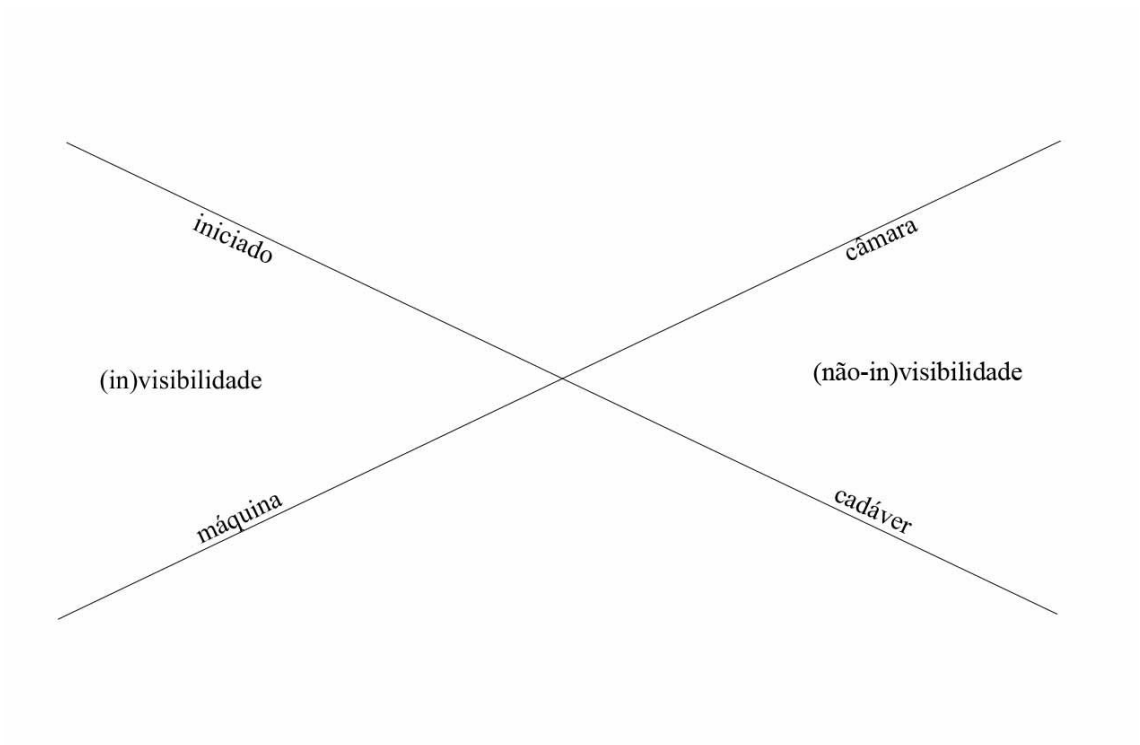 iniciado
câmara
(in)visibilidade
(não-in)visibilidade
máquina
cadáver